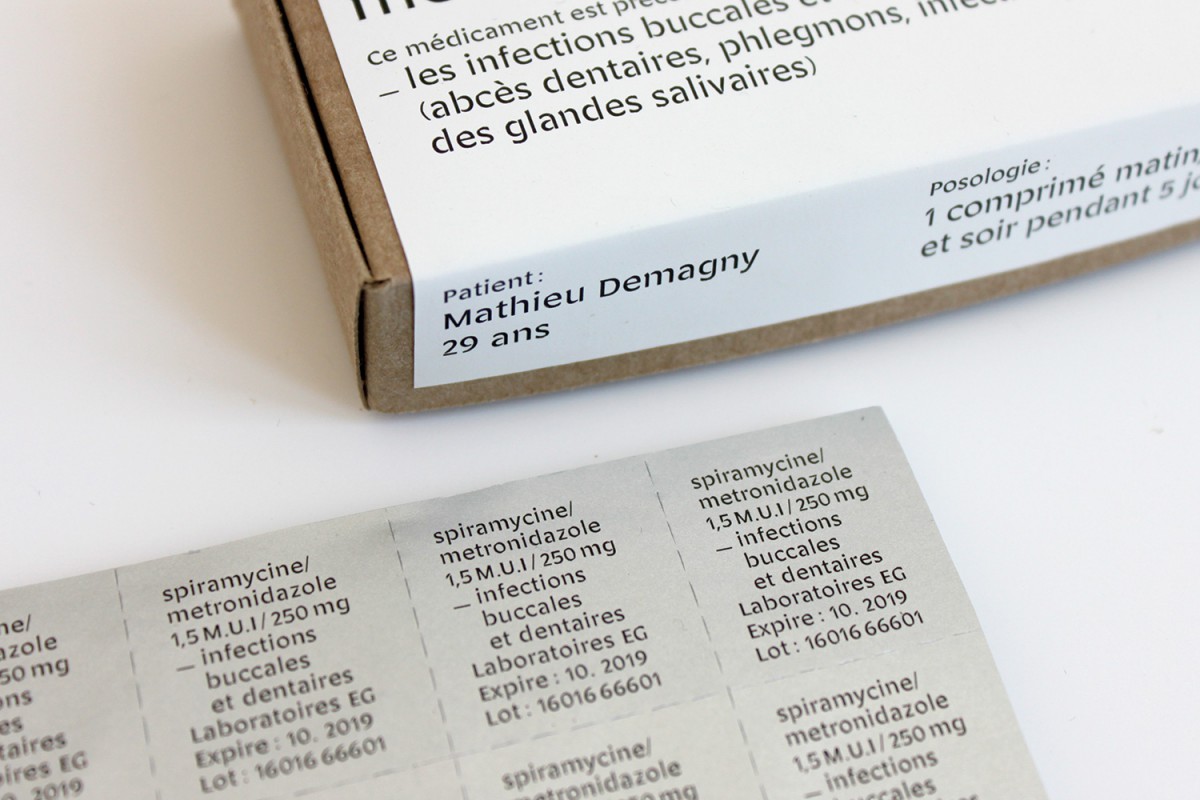 ce médicament est
– les infections buccales et
(abcès dentaires, phlegmons,
des glandes salivaires)
Patient :
Mathieu Demagny
29 ans
Posologie :
1 comprimé matin,
et soir pendant 5
spiramycine/
metronidazole
1,5 M.U.I / 250 mg
– infections
buccales
et dentaires
Laboratoires EG
Expire : 10. 2019
Lot : 16016 66601
spiramycine/
metronidazole
1,5 M.U.I / 250 mg
– infections
buccales
et dentaires
Laboratoires EG
Expire : 10. 2019
Lot : 16016 66601
spiramycine/
metronidazole
1,5 M.U.I / 250 mg
– infections
buccales
et dentaires
Laboratoires EG
Expire : 10. 2019
Lot : 16016 66601
EG
2019
spiramycine/
metronidazole
spiramycine/
metronidazole
1,5 M.U.I / 250 mg
– infections